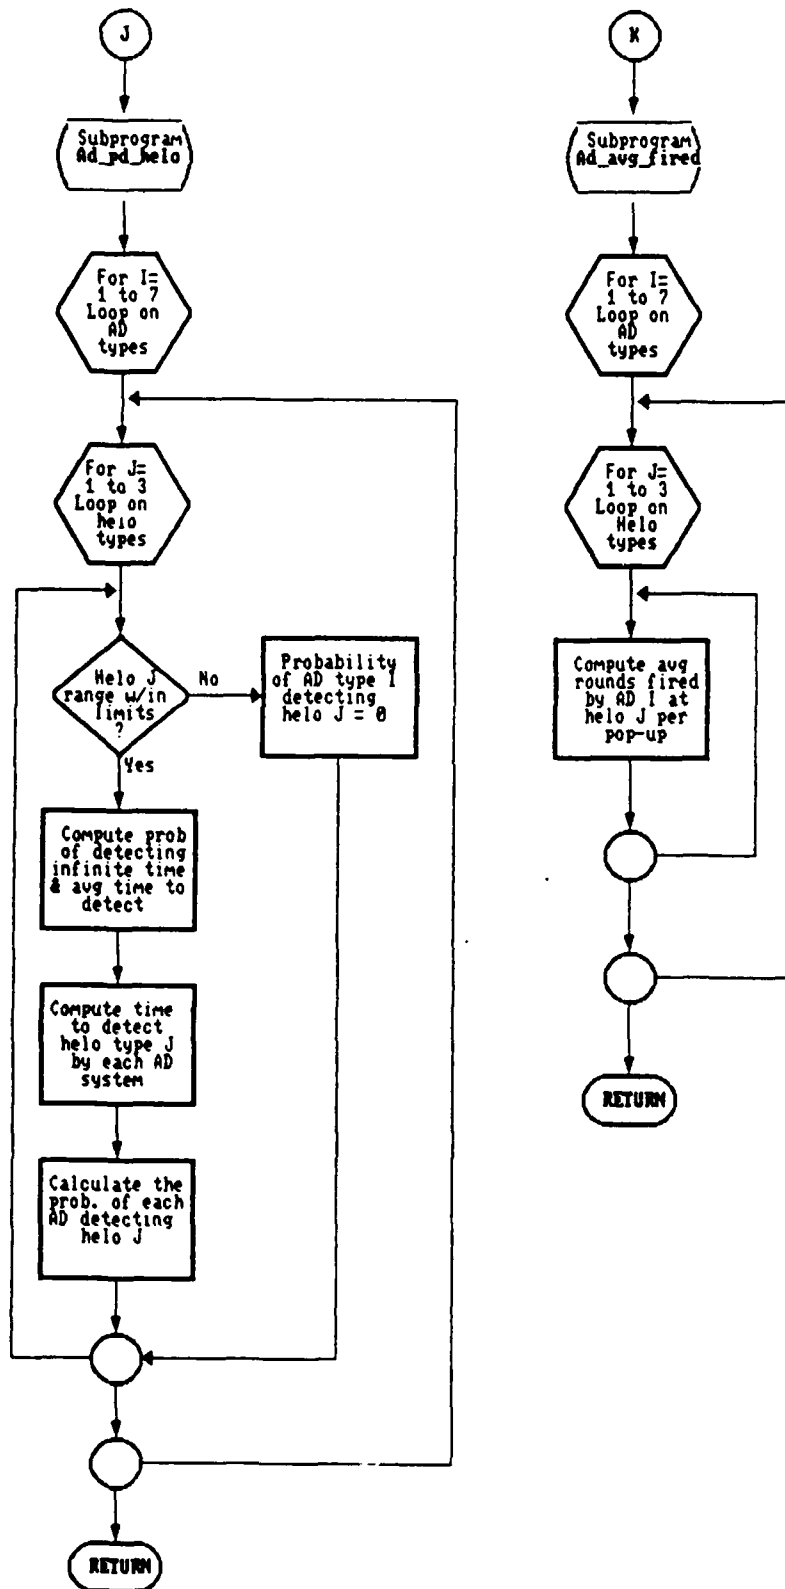 J
Subprogram
Ad_pd_helo
For I=
1 to 7
Loop on
AD
types
For J=
1 to 3
Loop on
helo
types
Helo J
range w/in
limits
?
No
Probability
of AD type I
detecting
helo J = 0
Yes
Compute prob
of detecting
infinite time
& avg time to
detect
Compute time
to detect
helo type J
by each AD
system
Calculate the
prob. of each
AD detecting
helo J
RETURN
K
Subprogram
Ad_avg_fired
For I=
1 to 7
Loop on
AD
types
For J=
1 to 3
Loop on
Helo
types
Compute avg
rounds fired
by AD I at
helo J per
pop-up
RETURN